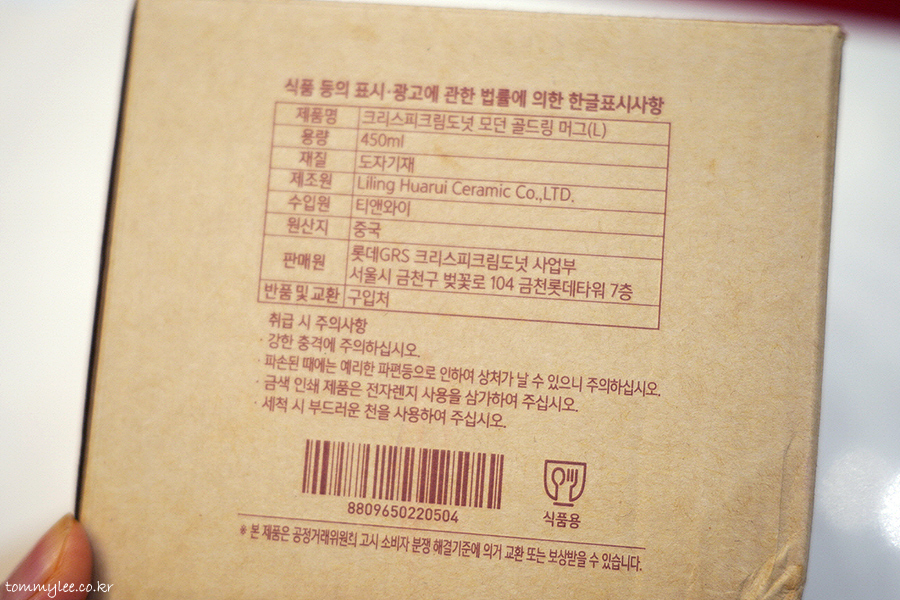 식품 등의 표시·광고에 관한 법률에 의한 한글표시사항
제품명 크리스피크림도넛 모던 골드링 머그(L)
용량 450ml
재질 도자기재
제조원 Liling Huarui Ceramic Co.,LTD.
수입원 티앤와이
원산지 중국
판매원 롯데GRS 크리스피크림도넛 사업부
서울시 금천구 벚꽃로 104 금천롯데타워 7층
반품 및 교환 구입처
취급 시 주의사항
· 강한 충격에 주의하십시오.
· 파손된 때에는 예리한 파편등으로 인하여 상처가 날 수 있으니 주의하십시오.
· 금색 인쇄 제품은 전자렌지 사용을 삼가하여 주십시오.
· 세척 시 부드러운 천을 사용하여 주십시오.
8809650220504
식품용
※ 본 제품은 공정거래위원회 고시 소비자 분쟁 해결기준에 의거 교환 또는 보상받을 수 있습니다.
tommylee.co.kr